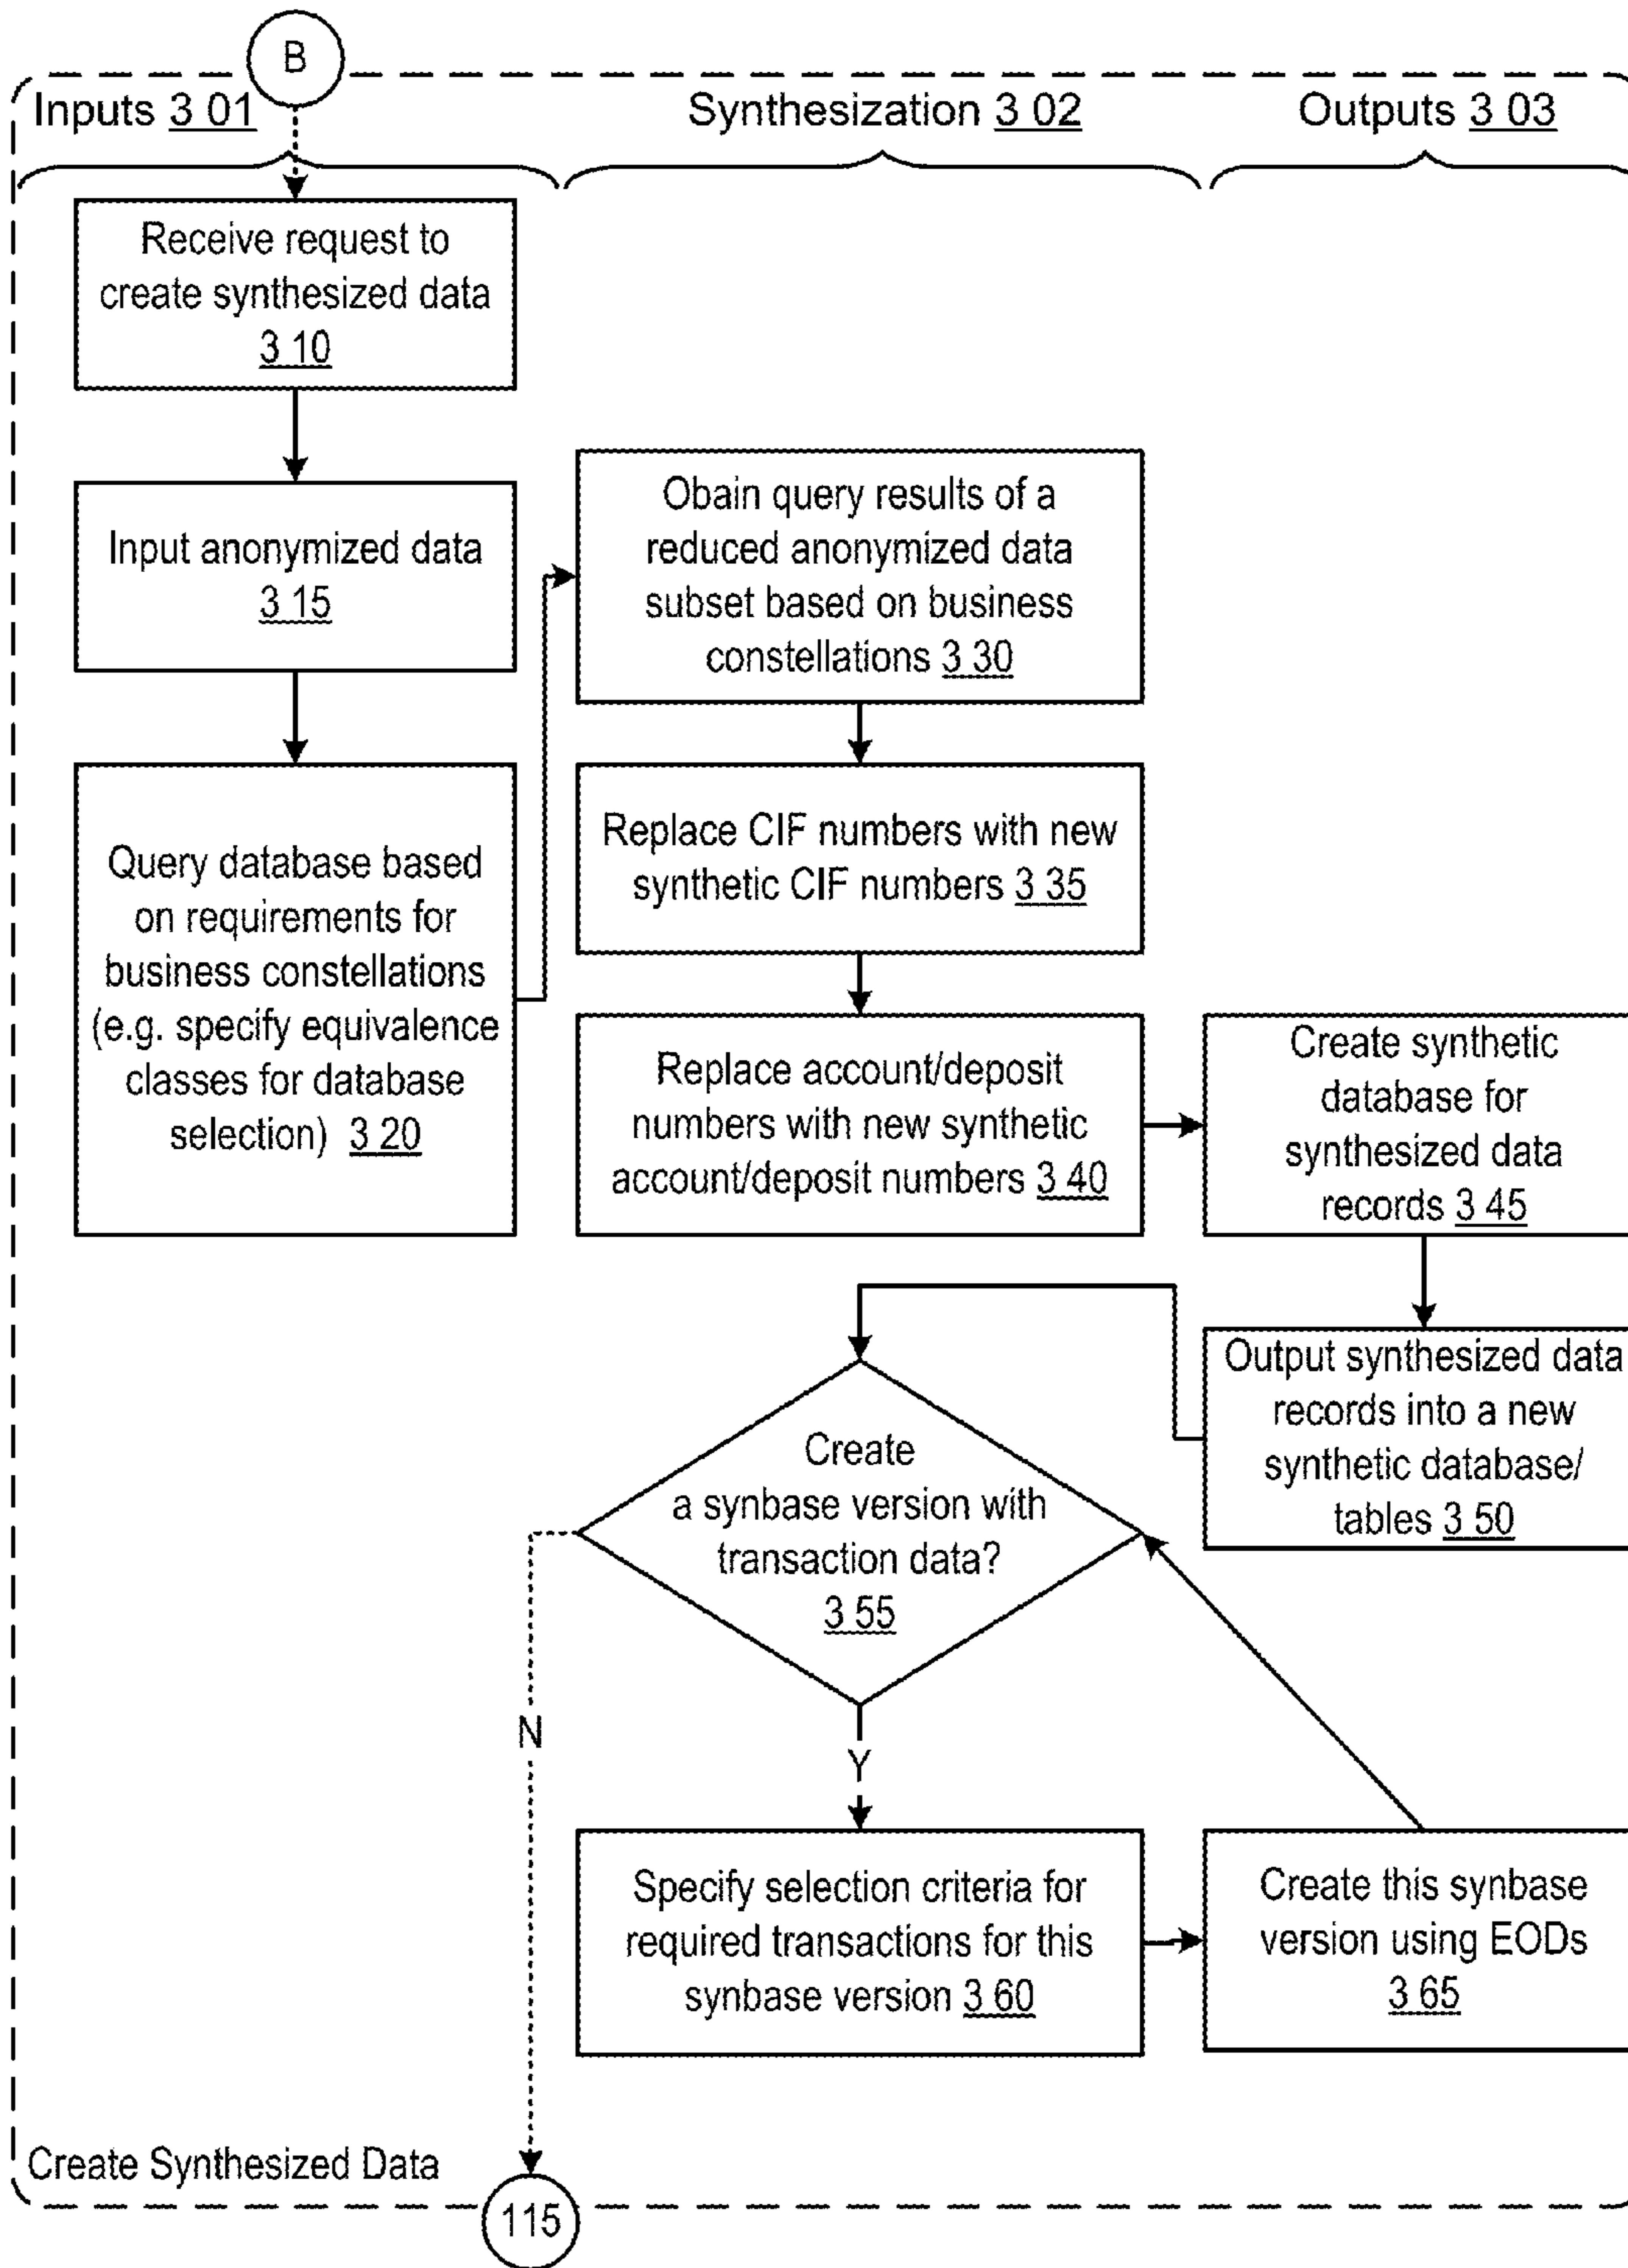 B
Inputs 3 01
Synthesization 3 02
Outputs 3 03
Receive request to
create synthesized data
3 10
Input anonymized data
3 15
Query database based
on requirements for
business constellations
(e.g. specify equivalence
classes for database
selection) 3 20
Obain query results of a
reduced anonymized data
subset based on business
constellations 3 30
Replace CIF numbers with new
synthetic CIF numbers 3 35
Replace account/deposit
numbers with new synthetic
account/deposit numbers 3 40
Create synthetic
database for
synthesized data
records 3 45
Output synthesized data
records into a new
synthetic database/
tables 3 50
Create
a synbase version with
transaction data?
3 55
N
Y
Specify selection criteria for
required transactions for this
synbase version 3 60
Create this synbase
version using EODs
3 65
Create Synthesized Data
115